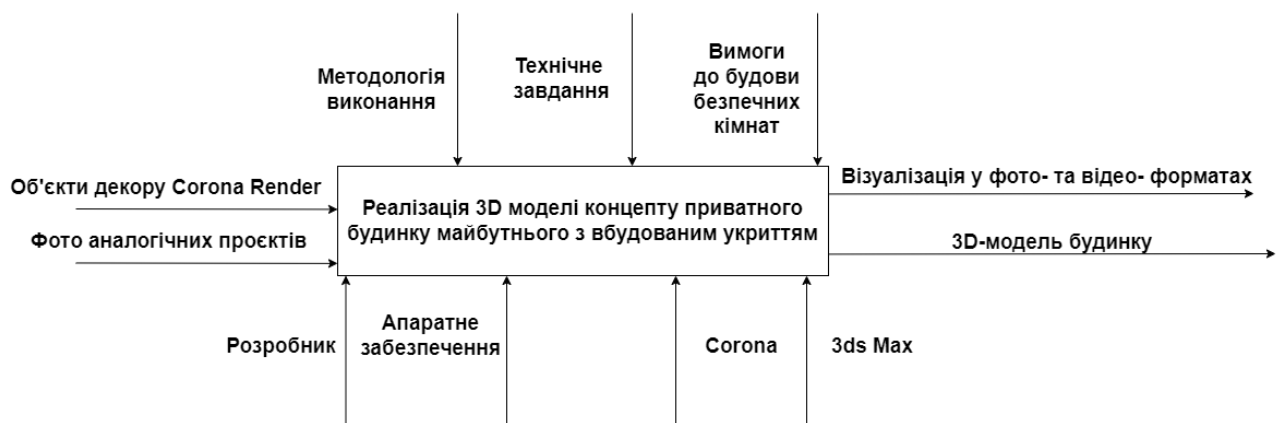 Методологія
виконання
Технічне
завдання
Вимоги
до будови
безпечних
кімнат
Об'єкти декору Corona Render
Фото аналогічних проєктів
Реалізація 3D моделі концепту приватного
будинку майбутнього з вбудованим укриттям
Візуалізація у фото- та відео- форматах
3D-модель будинку
Розробник
Апаратне
забезпечення
Corona
3ds Max